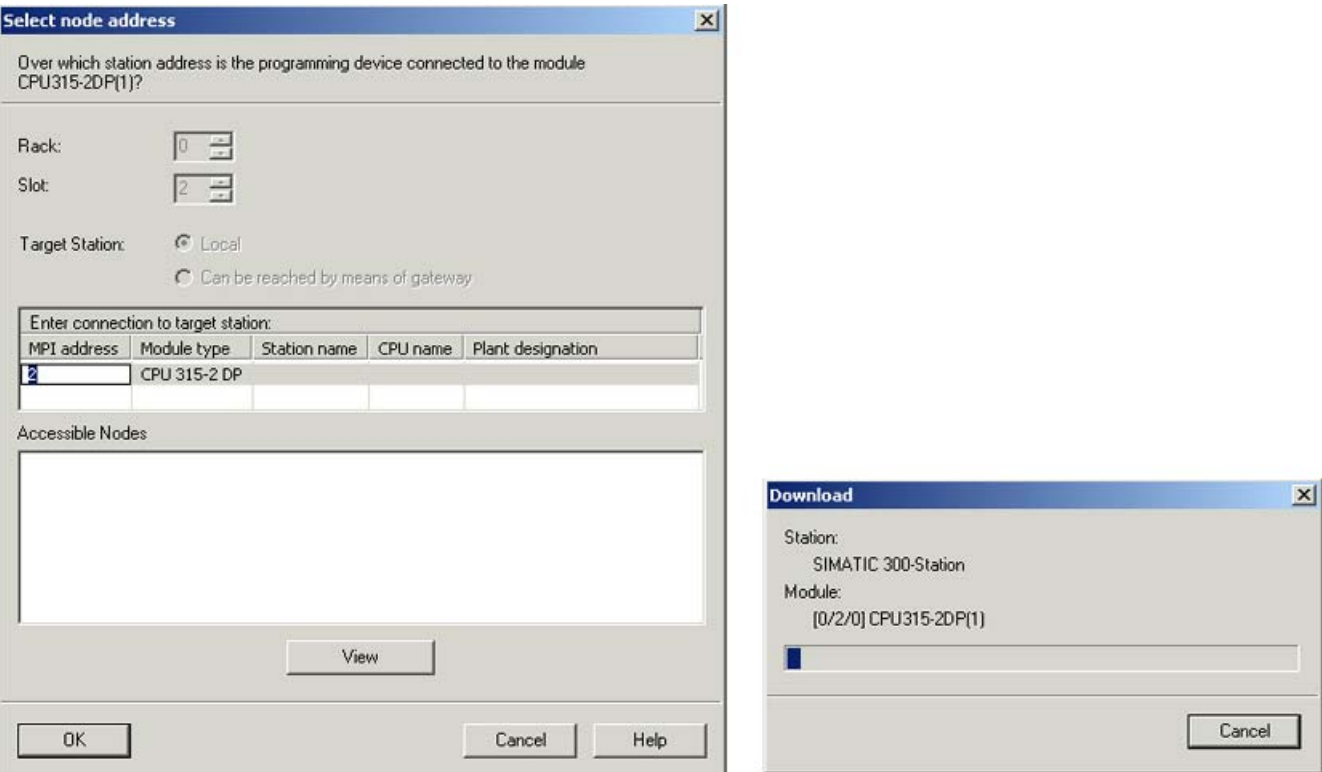 Select node address
Over which station address is the programming device connected to the module
CPU315-2DP(1)?
Rack: 0
Slot: 2
Target Station: Local
Can be reached by means of gateway
Enter connection to target station:
MPI address Module type Station name CPU name Plant designation
2 CPU 315-2 DP
Accessible Nodes
View
OK Cancel Help
Download
Station:
SIMATIC 300-Station
Module:
[0/2/0] CPU315-2DP(1)
Cancel